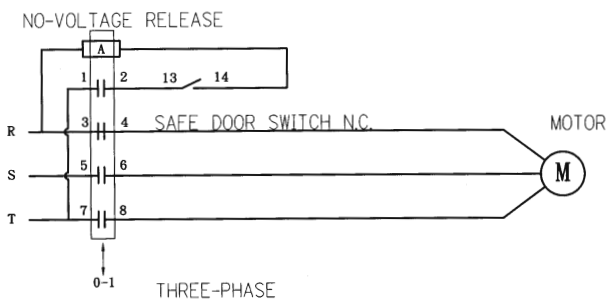 NO-VOLTAGE RELEASE
A
1 2 13 14
R 3 4 SAFE DOOR SWITCH N.C. MOTOR
S 5 6 M
T 7 8
0-1
THREE-PHASE